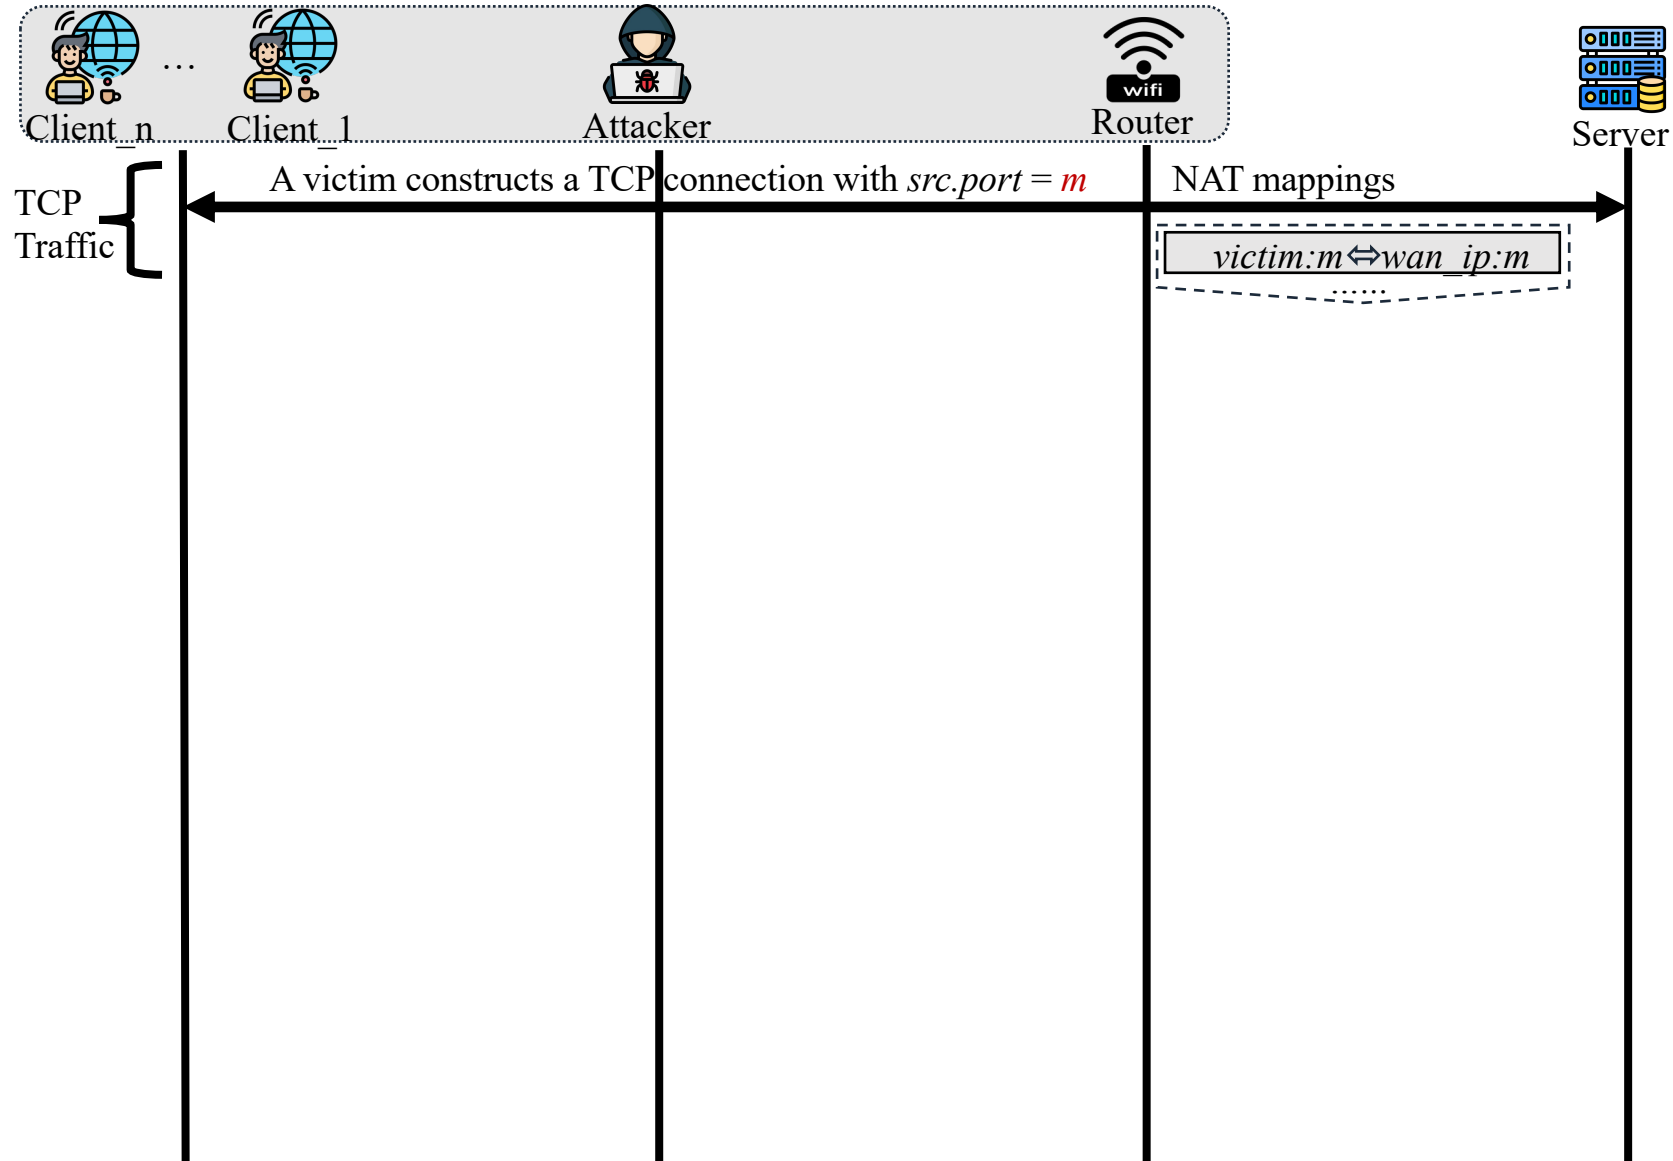 Client_n
...
Client_1
Attacker
wifi
Router
Server
TCP
Traffic
A victim constructs a TCP connection with src.port = m
NAT mappings
victim:m⇔wan_ip:m
......